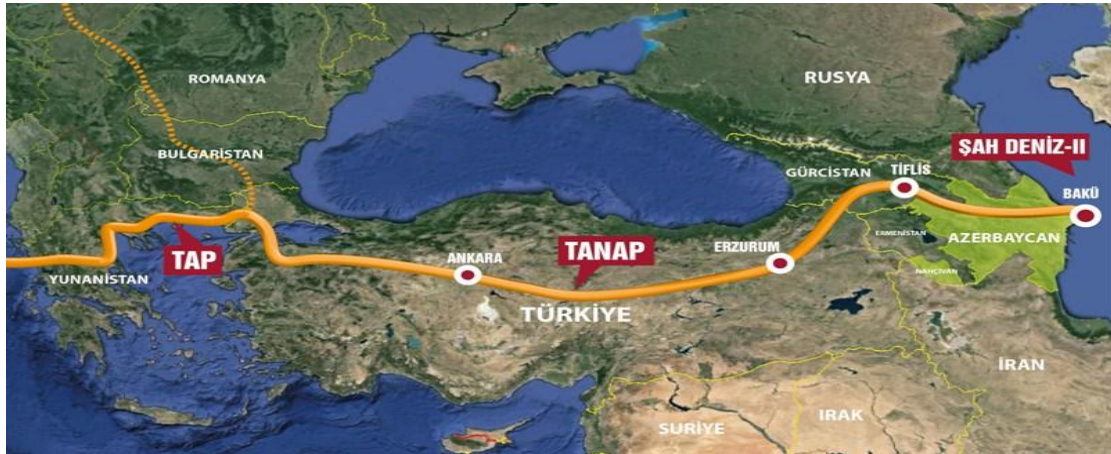 ROMANYA
RUSYA
BULGARİSTAN
ŞAH DENİZ-II
GÜRCİSTAN
TİFLİS
BAKÜ
ERMENİSTAN
AZERBAYCAN
TAP
ANKARA
TANAP
ERZURUM
NAHÇIVAN
YUNANİSTAN
TÜRKİYE
İRAN
SURİYE
IRAK